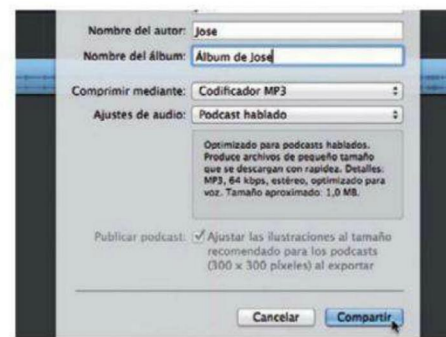 Nombre del autor: Jose
Nombre del álbum: Álbum de Jose
Comprimir mediante: Codificador MP3
Ajustes de audio: Podcast hablado
Optimizado para podcasts hablados.
Produce archivos de pequeño tamaño
que se descargan con rapidea. Detalles:
MP3, 64 kbps, estéreo, optimizado para
voz. Tamaño aproximado: 1,0 MB.
Publicar podcast: Ajustar las ilustraciones al tamaño
recomendado para los podcasts
(300 x 300 píxeles) al exportar
Cancelar Compartir